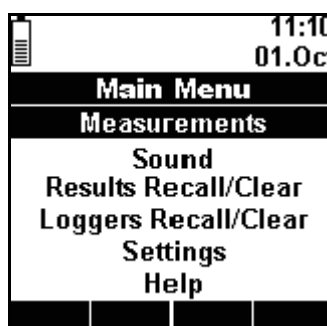 11:10
01.Oc
Main Menu
Measurements
Sound
Results Recall/Clear
Loggers Recall/Clear
Settings
Help